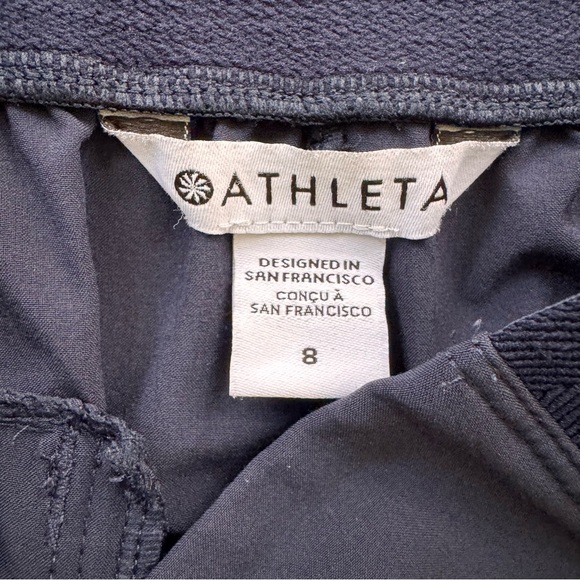 ATHLETA
DESIGNED IN
SAN FRANCISCO
CONÇU À
SAN FRANCISCO
8